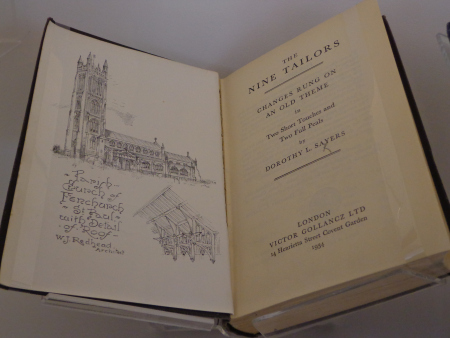 Parish
Church of
Fenchurch
St Paul
with Detail
of roof
W J Redhead
Architect
THE
NINE TAILORS
CHANGES RUNG ON
AN OLD THEME
in
Two Short Touches and
Two Full Peals
by
DOROTHY L. SAYERS
LONDON
VICTOR GOLLANCZ LTD
14 Henrietta Street Covent Garden
1934